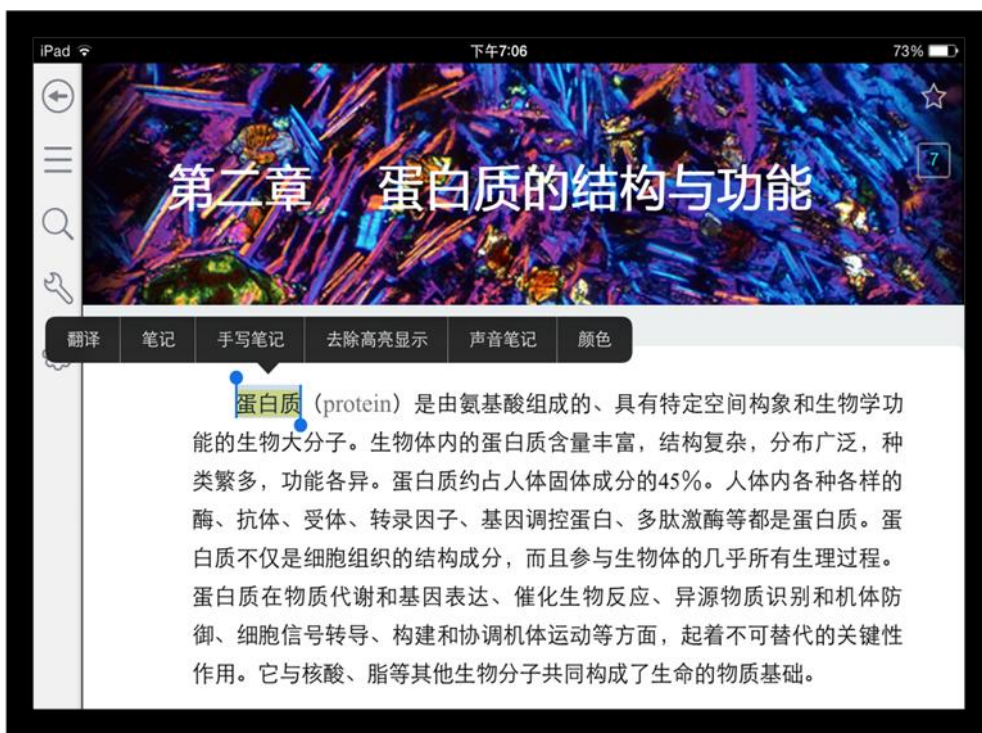 iPad 下午7:06 73%
第二章 蛋白质的结构与功能
7
翻译 笔记 手写笔记 去除高亮显示 声音笔记 颜色
蛋白质（protein）是由氨基酸组成的、具有特定空间构象和生物学功
能的生物大分子。生物体内的蛋白质含量丰富，结构复杂，分布广泛，种
类繁多，功能各异。蛋白质约占人体固体成分的45%。人体内各种各样的
酶、抗体、受体、转录因子、基因调控蛋白、多肽激酶等都是蛋白质。蛋
白质不仅是细胞组织的结构成分，而且参与生物体的几乎所有生理过程。
蛋白质在物质代谢和基因表达、催化生物反应、异源物质识别和机体防
御、细胞信号转导、构建和协调机体运动等方面，起着不可替代的关键性
作用。它与核酸、脂等其他生物分子共同构成了生命的物质基础。